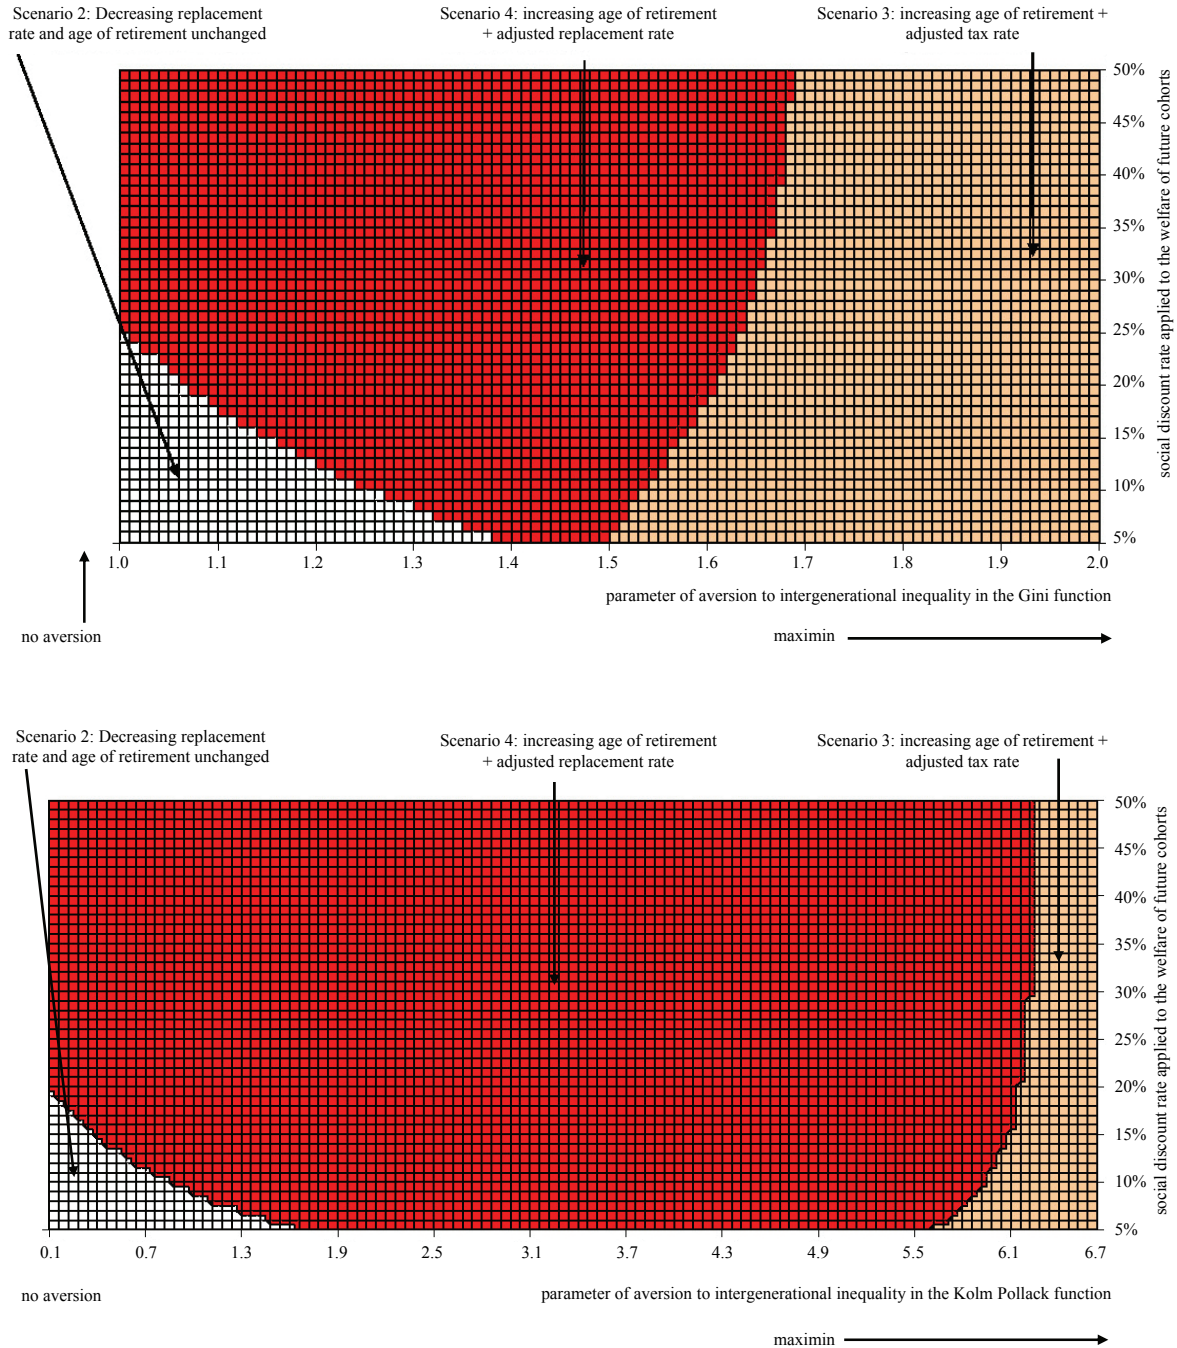 Scenario 2: Decreasing replacement
rate and age of retirement unchanged
Scenario 4: increasing age of retirement
+ adjusted replacement rate
Scenario 3: increasing age of retirement +
adjusted tax rate
50%
45%
40%
35%
30%
25%
20%
15%
10%
5%
social discount rate applied to the welfare of future cohorts
1.0 1.1 1.2 1.3 1.4 1.5 1.6 1.7 1.8 1.9 2.0
parameter of aversion to intergenerational inequality in the Gini function
no aversion
maximin
Scenario 2: Decreasing replacement
rate and age of retirement unchanged
Scenario 4: increasing age of retirement
+ adjusted replacement rate
Scenario 3: increasing age of retirement +
adjusted tax rate
50%
45%
40%
35%
30%
25%
20%
15%
10%
5%
social discount rate applied to the welfare of future cohorts
0.1 0.7 1.3 1.9 2.5 3.1 3.7 4.3 4.9 5.5 6.1 6.7
no aversion
parameter of aversion to intergenerational inequality in the Kolm Pollack function
maximin